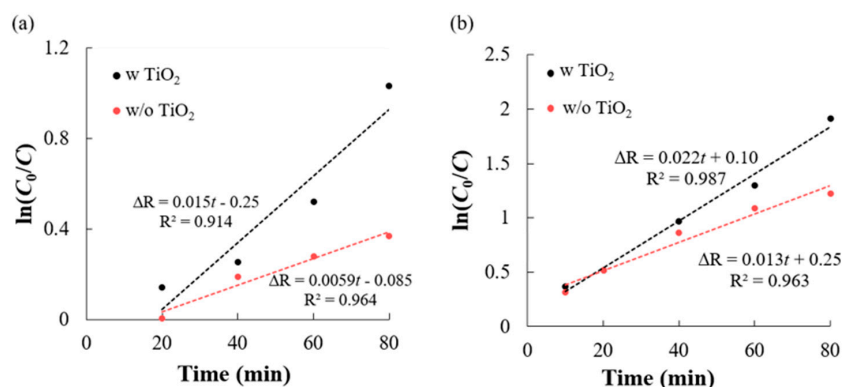 (a)
1.2
0.8
0.4
0
ln(C₀/C)
w TiO₂
w/o TiO₂
ΔR = 0.015t - 0.25
R² = 0.914
ΔR = 0.0059t - 0.085
R² = 0.964
0 20 40 60 80
Time (min)
(b)
2.5
2
1.5
1
0.5
0
ln(C₀/C)
w TiO₂
w/o TiO₂
ΔR = 0.022t + 0.10
R² = 0.987
ΔR = 0.013t + 0.25
R² = 0.963
0 20 40 60 80
Time (min)